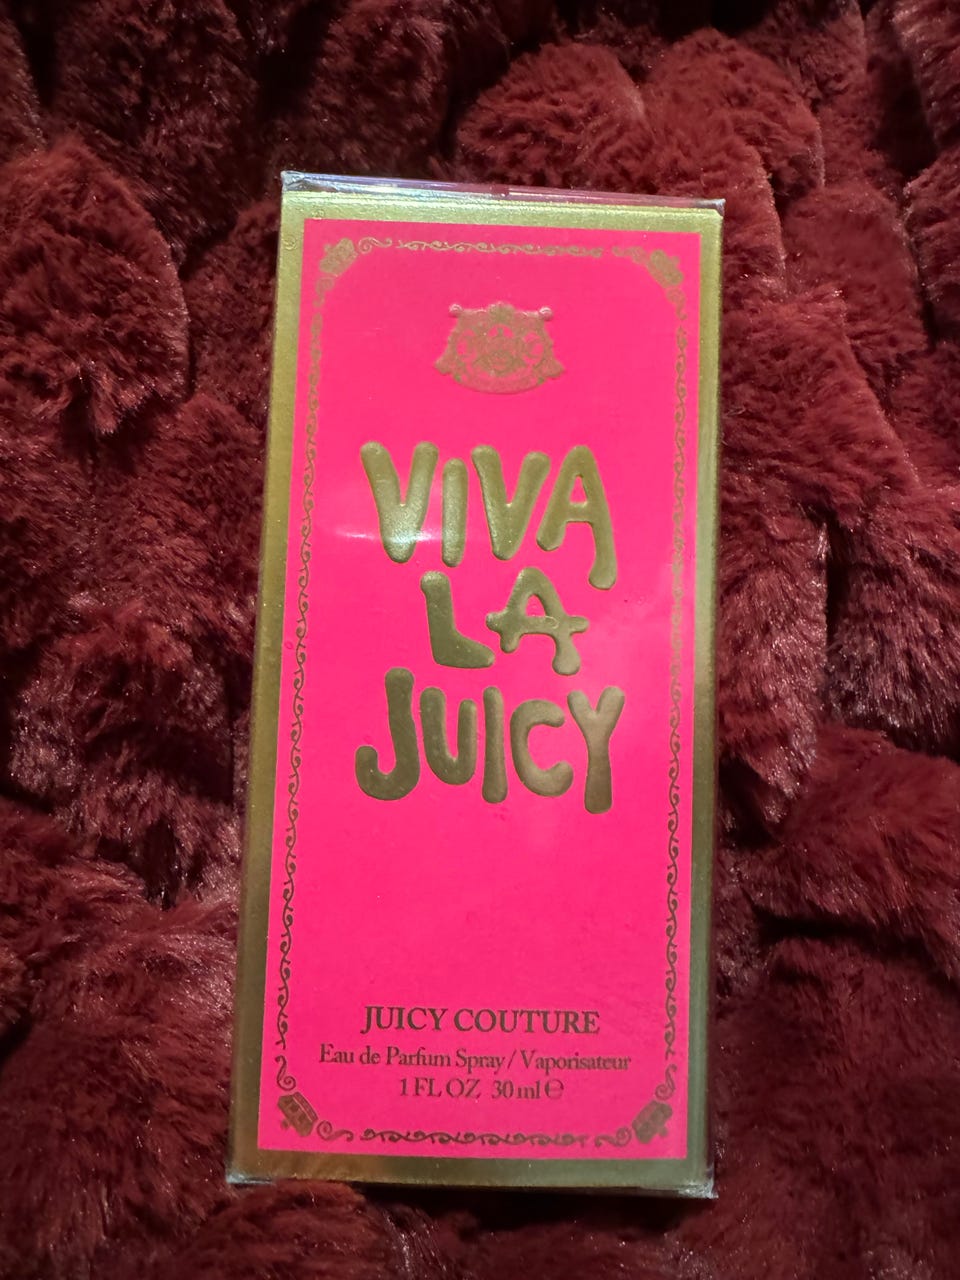 VIVA
LA
JUICY
JUICY COUTURE
Eau de Parfum Spray / Vaporisateur
1 FL OZ 30 ml ℮